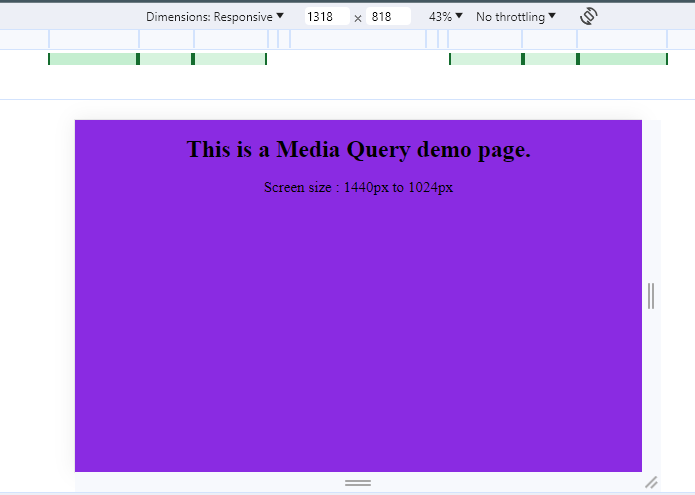 Dimensions: Responsive 1318 × 818 43% No throttling
This is a Media Query demo page.
Screen size : 1440px to 1024px